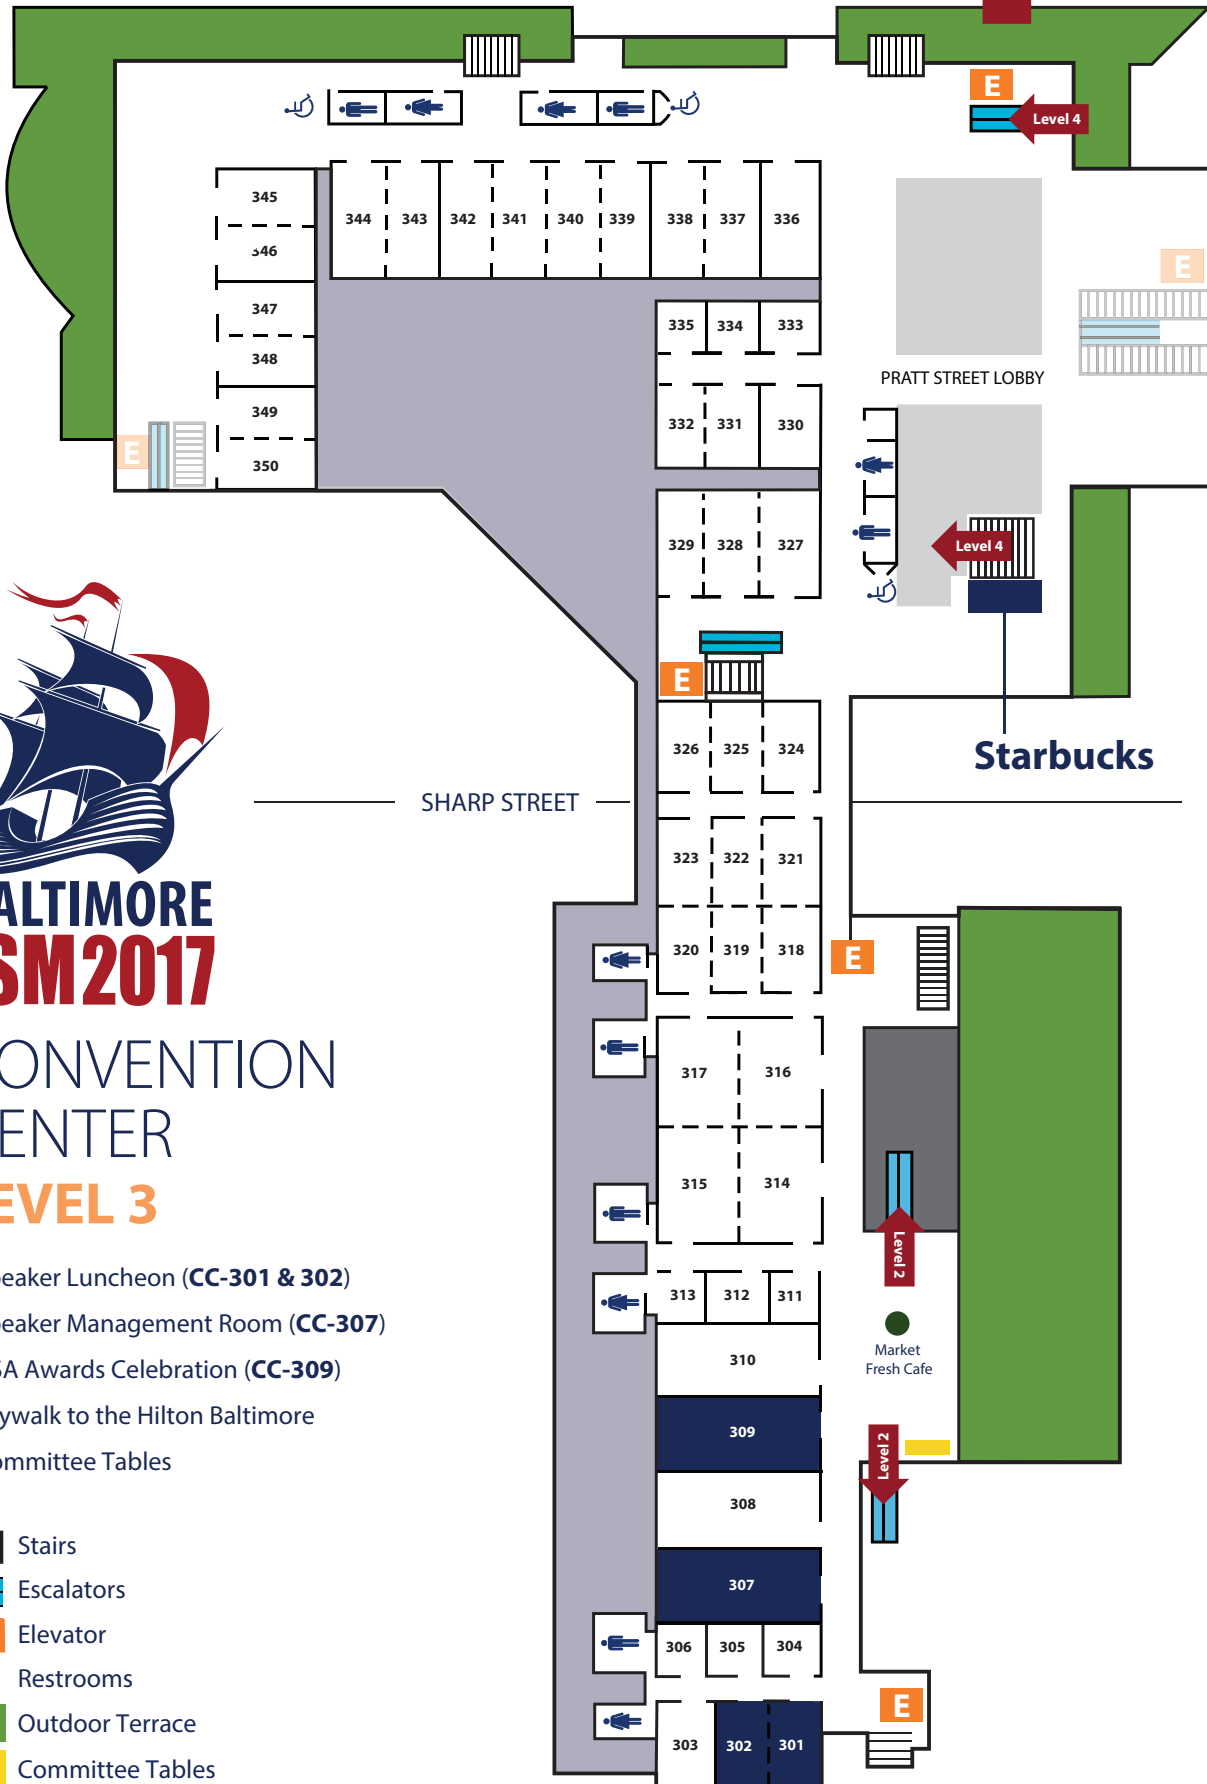 E
Level 4
345
344
343
342
341
340
339
338
337
336
346
E
347
335
334
333
348
PRATT STREET LOBBY
349
332
331
330
E
350
329
328
327
Level 4
E
326
325
324
Starbucks
SHARP STREET
323
322
321
ALTIMORE
SM2017
320
319
318
E
ONVENTION
ENTER
EVEL 3
317
316
315
314
Level 2
eaker Luncheon (CC-301 & 302)
313
312
311
eaker Management Room (CC-307)
Market
Fresh Cafe
310
SA Awards Celebration (CC-309)
ywalk to the Hilton Baltimore
309
Level 2
ommittee Tables
308
Stairs
Escalators
307
Elevator
306
305
304
Restrooms
E
Outdoor Terrace
303
302
301
Committee Tables